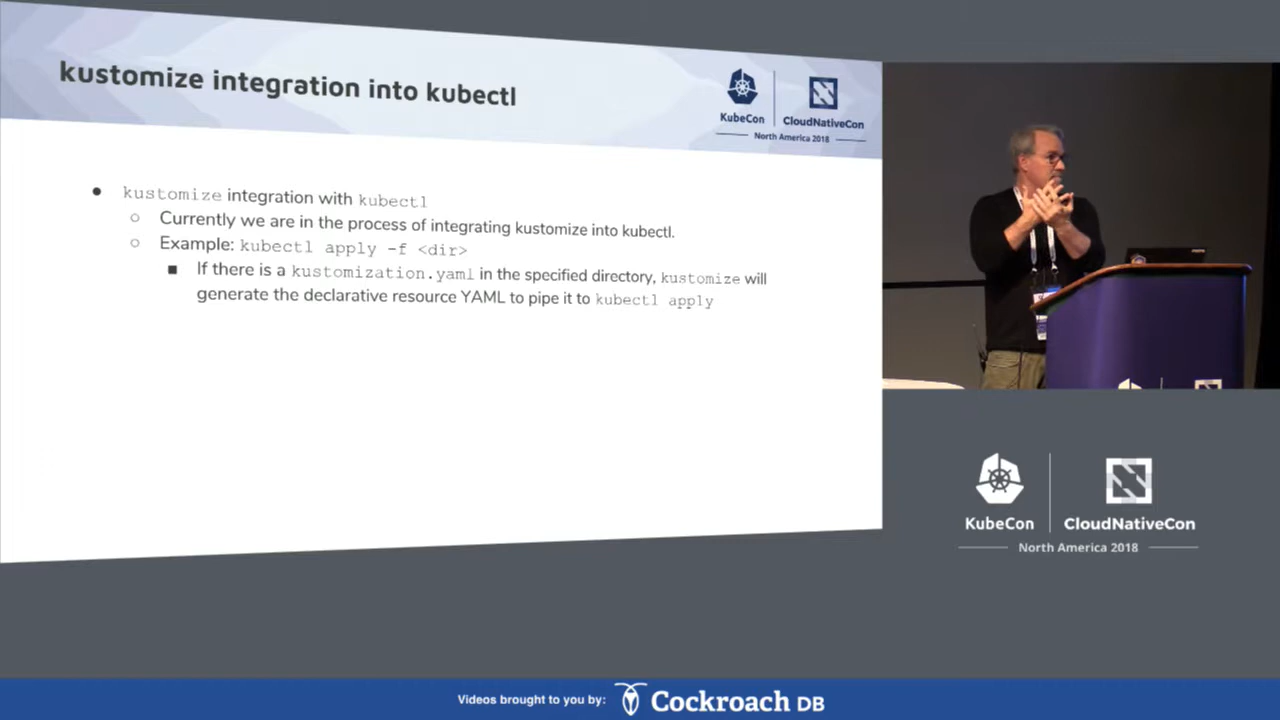 kustomize integration into kubectl
KubeCon
CloudNativeCon
North America 2018
● kustomize integration with kubectl
○ Currently we are in the process of integrating kustomize into kubectl.
○ Example: kubectl apply -f <dir>
■ If there is a kustomization.yaml in the specified directory, kustomize will
generate the declarative resource YAML to pipe it to kubectl apply
KubeCon
CloudNativeCon
North America 2018
Videos brought to you by: Cockroach DB